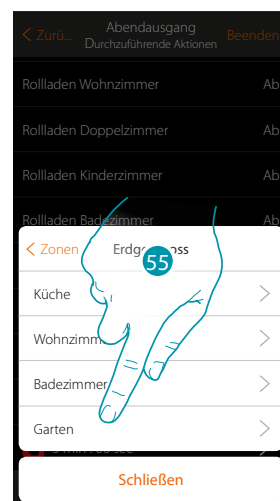 < Zurü...
Abendausgang
Durchzuführende Aktionen
Beenden
Rollladen Wohnzimmer Ab
Rollladen Doppelzimmer Ab
Rollladen Kinderzimmer Ab
Rollladen Badezimmer Ab
< Zonen
55
Küche >
>
Badezimmer >
Garten >
Schließen